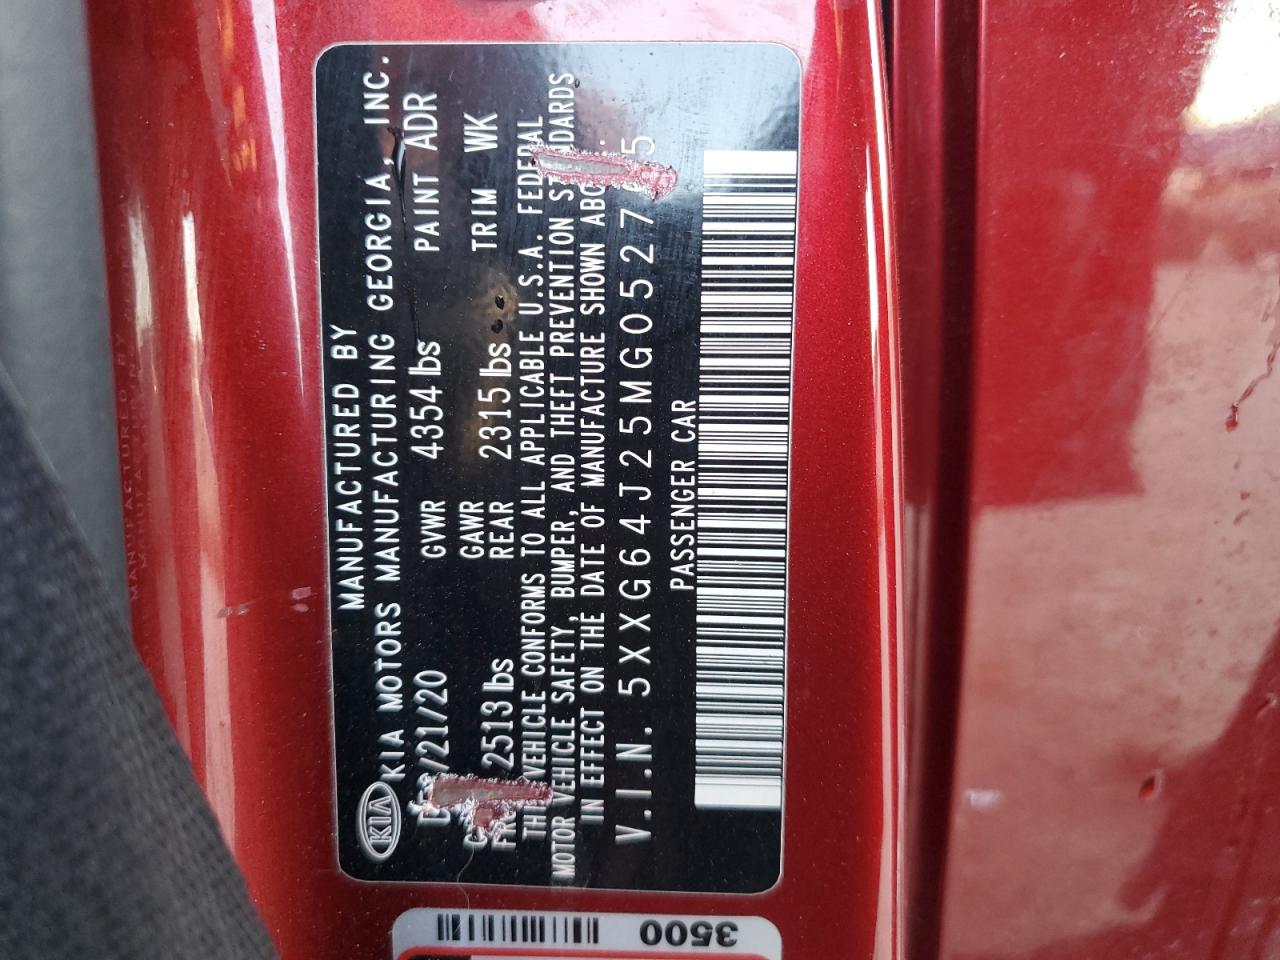 MANUFACTURED BY
KIA KIA MOTORS MANUFACTURING GEORGIA, INC.
/21/20 GVWR 4354 lbs PAINT ADR
2513 lbs GAWR REAR 2315 lbs TRIM WK
VEHICLE CONFORMS TO ALL APPLICABLE U.S.A. FEDERAL
MOTOR VEHICLE SAFETY, BUMPER, AND THEFT PREVENTION
IN EFFECT ON THE DATE OF MANUFACTURE SHOWN
V.I.N. 5XXG64J25MG0527 5
PASSENGER CAR
3500